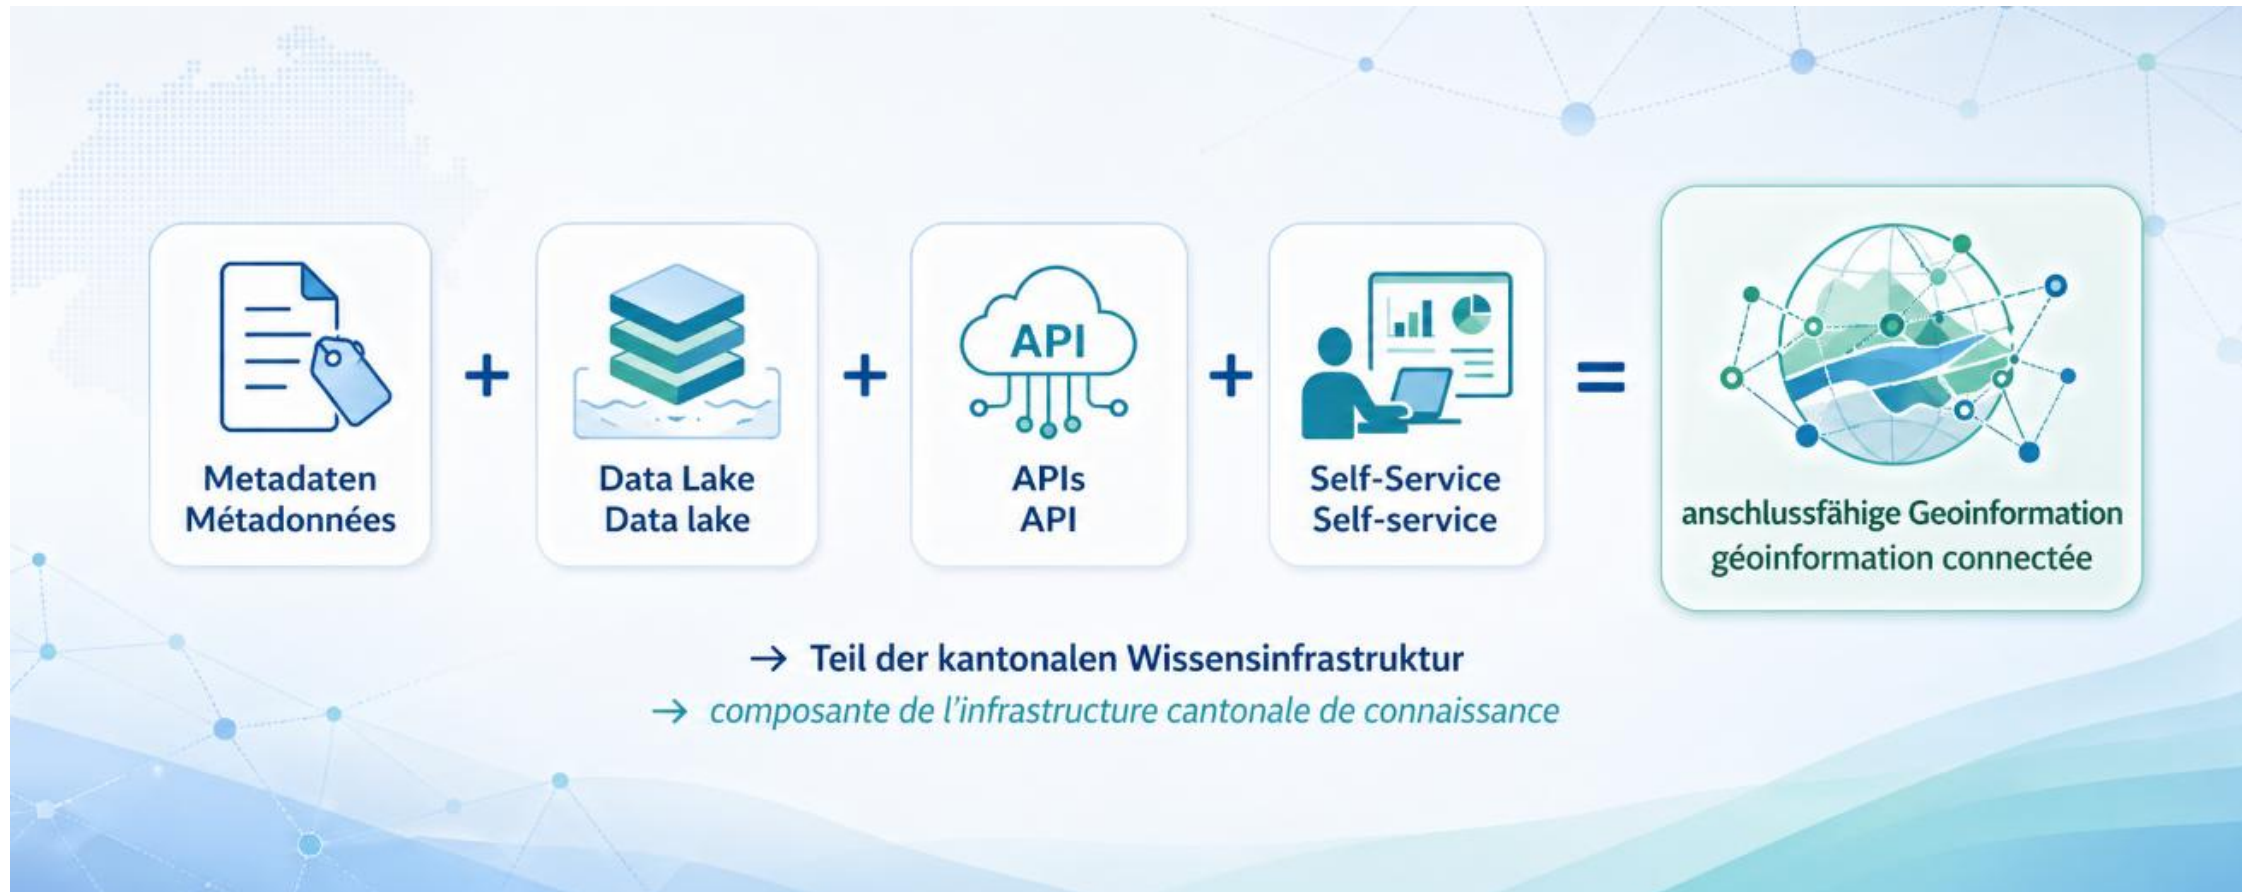 Metadaten
Métadonnées
+
Data Lake
Data lake
+
API
APIs
API
+
Self-Service
Self-service
=
anschlussfähige Geoinformation
géoinformation connectée
→ Teil der kantonalen Wissensinfrastruktur
→ composante de l'infrastructure cantonale de connaissance